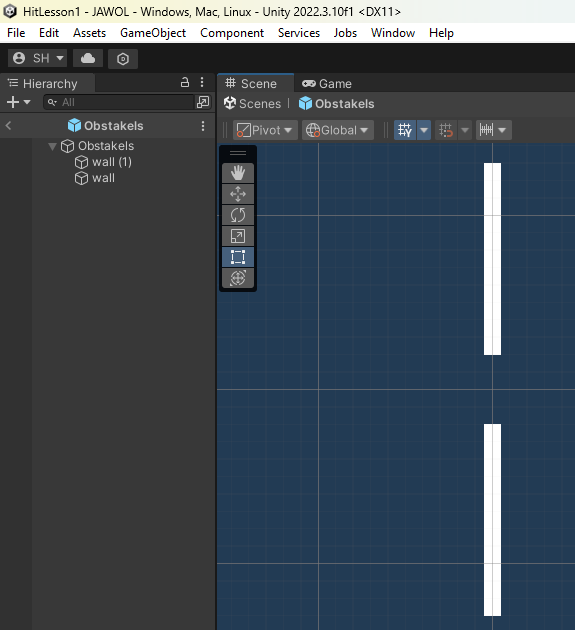 HitLesson1 - JAWOL - Windows, Mac, Linux - Unity 2022.3.10f1 <DX11>
File Edit Assets GameObject Component Services Jobs Window Help
SH
Hierarchy
All
Obstakels
Obstakels
wall (1)
wall
Scene Game
Scenes Obstakels
Pivot Global